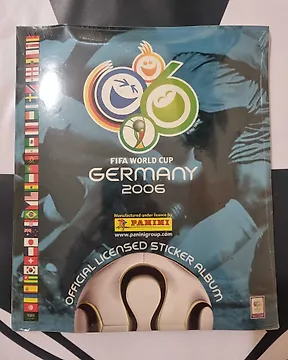 FIFA WORLD CUP
GERMANY
2006
Manufactured under licence by
PANINI
www.paninigroup.com
OFFICIAL LICENSED STICKER ALBUM